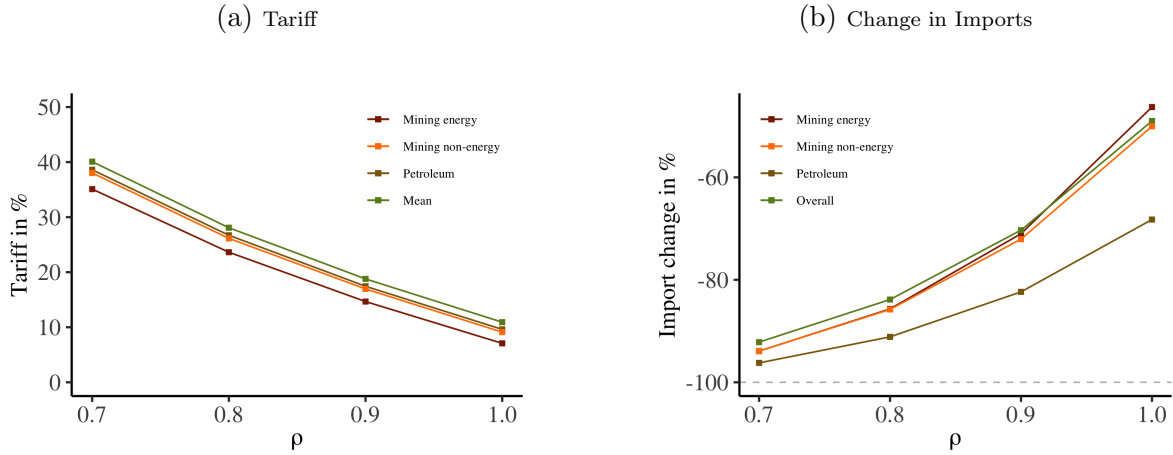 (a) Tariff
50
40
30
20
10
0
Tariff in %
Mining energy
Mining non-energy
Petroleum
Mean
0.7 0.8 0.9 1.0
ρ
(b) Change in Imports
-60
-80
-100
Import change in %
Mining energy
Mining non-energy
Petroleum
Overall
0.7 0.8 0.9 1.0
ρ